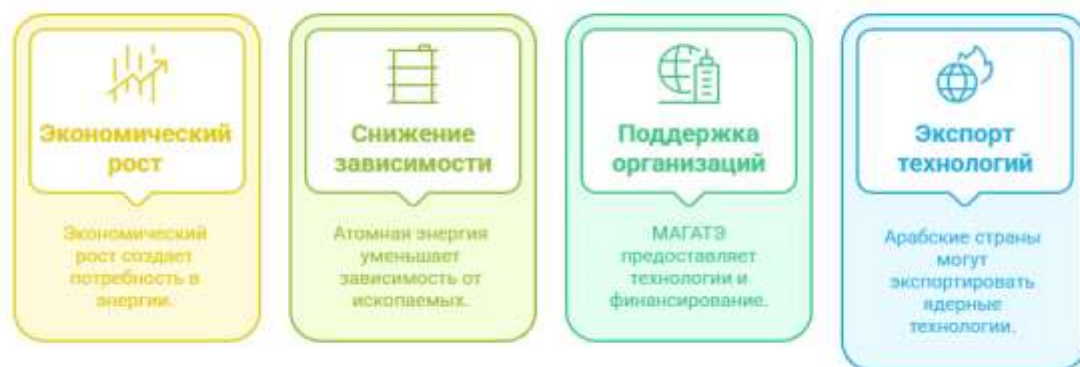 Экономический
рост
Экономический
рост создает
потребность в
энергии.
Снижение
зависимости
Атомная энергия
уменьшает
зависимость от
ископаемых.
Поддержка
организаций
МАГАТЭ
предоставляет
технологии и
финансирование.
Экспорт
технологий
Арабские страны
могут
экспортировать
ядерные
технологии.